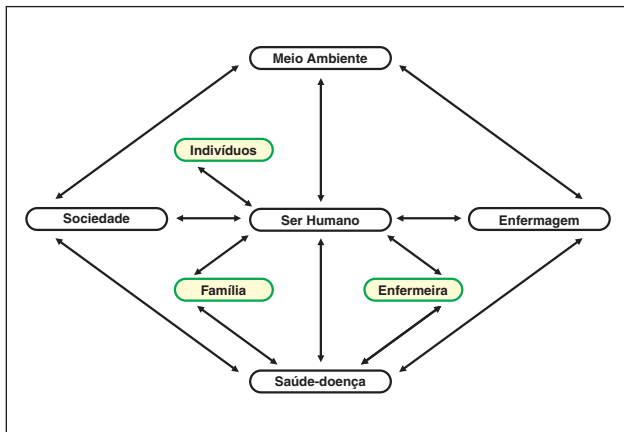 Meio Ambiente
Indivíduos
Sociedade
Ser Humano
Enfermagem
Família
Enfermeira
Saúde-doença